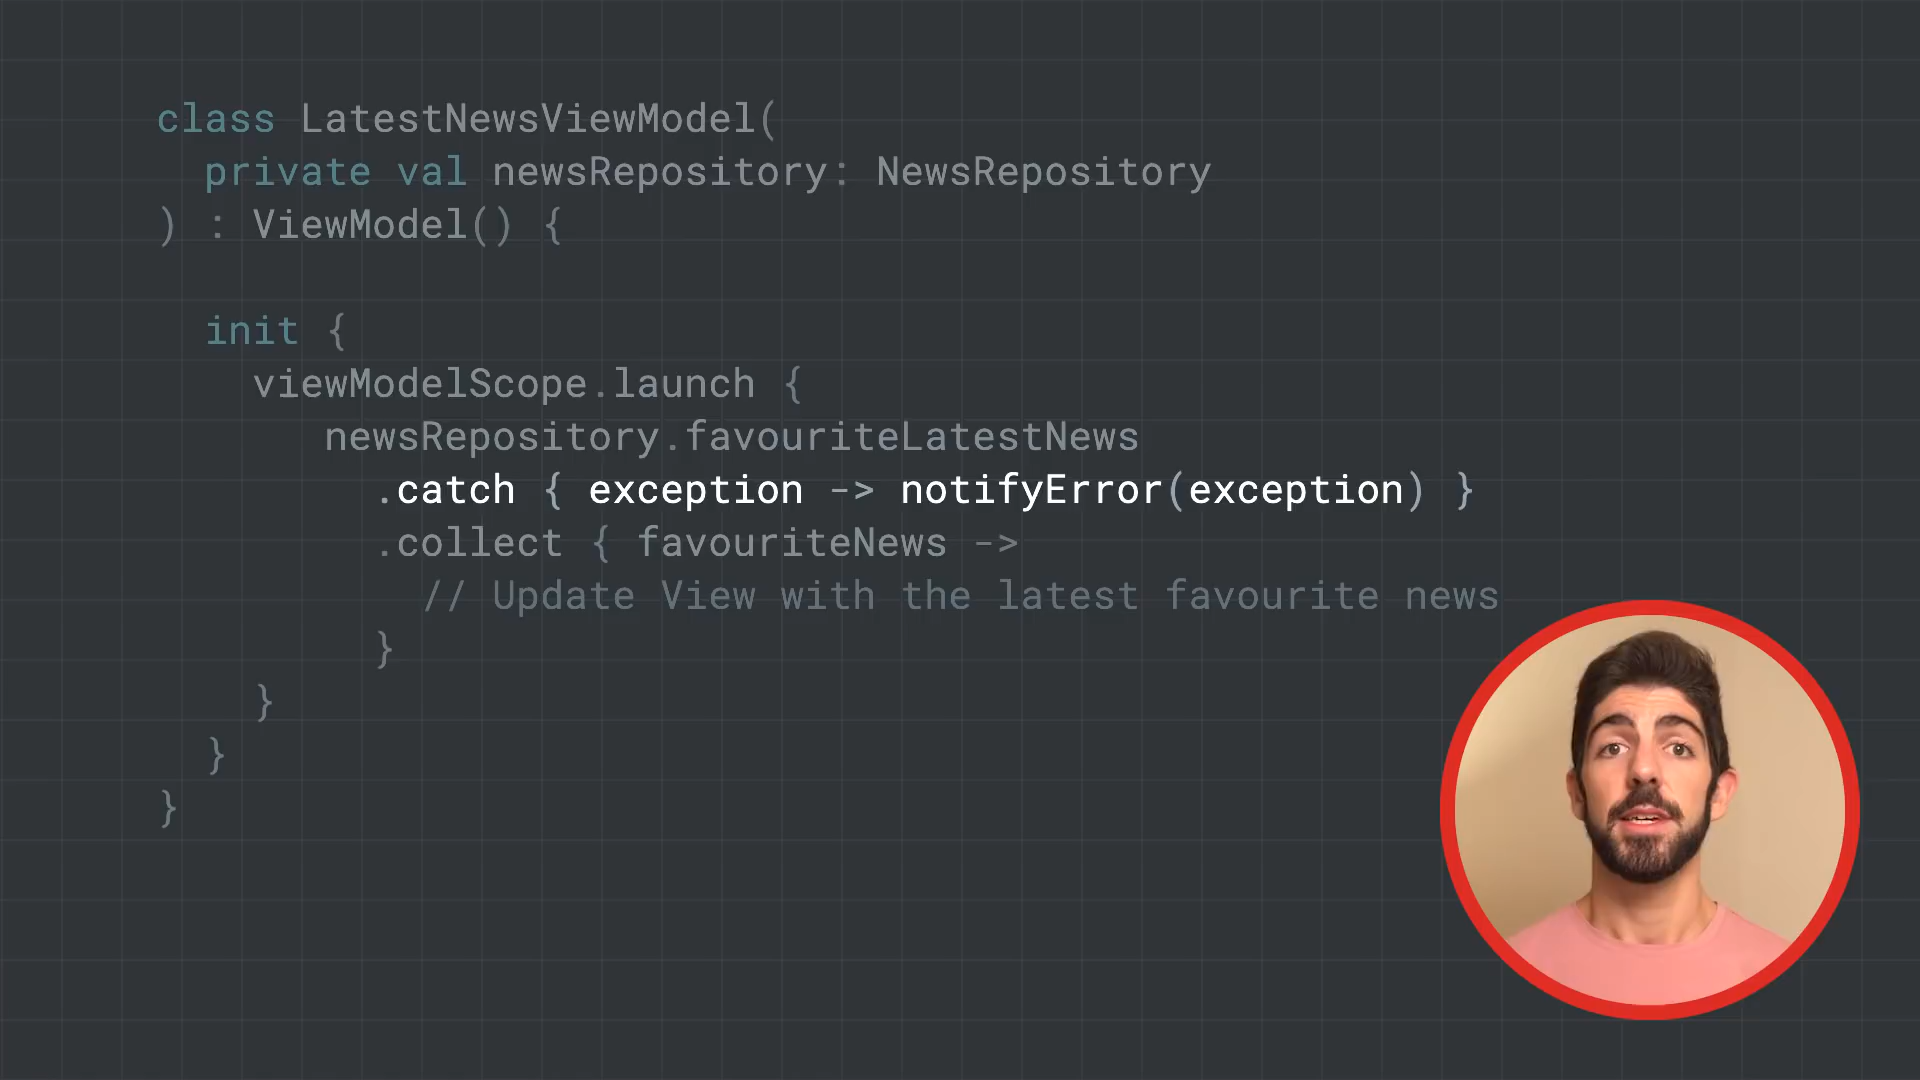 class LatestNewsViewModel(
private val newsRepository: NewsRepository
) : ViewModel() {
init {
viewModelScope.launch {
newsRepository.favouriteLatestNews
.catch { exception -> notifyError(exception) }
.collect { favouriteNews ->
// Update View with the latest favourite news
}
}
}
}